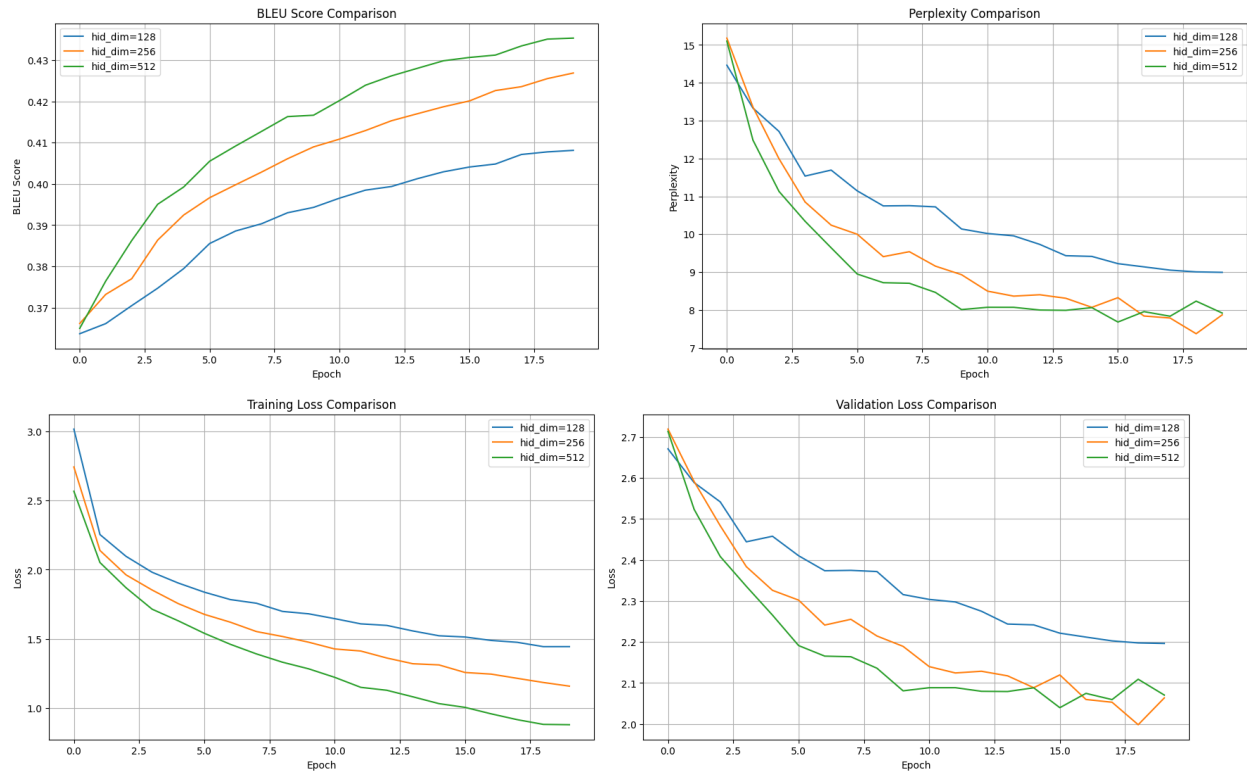 BLEU Score Comparison
hid_dim=128
hid_dim=256
hid_dim=512
0.43
0.42
0.41
0.40
0.39
0.38
0.37
BLEU Score
0.0 2.5 5.0 7.5 10.0 12.5 15.0 17.5
Epoch
Perplexity Comparison
hid_dim=128
hid_dim=256
hid_dim=512
15
14
13
12
11
10
9
8
7
Perplexity
0.0 2.5 5.0 7.5 10.0 12.5 15.0 17.5
Epoch
Training Loss Comparison
hid_dim=128
hid_dim=256
hid_dim=512
3.0
2.5
2.0
1.5
1.0
Loss
0.0 2.5 5.0 7.5 10.0 12.5 15.0 17.5
Epoch
Validation Loss Comparison
hid_dim=128
hid_dim=256
hid_dim=512
2.7
2.6
2.5
2.4
2.3
2.2
2.1
2.0
Loss
0.0 2.5 5.0 7.5 10.0 12.5 15.0 17.5
Epoch